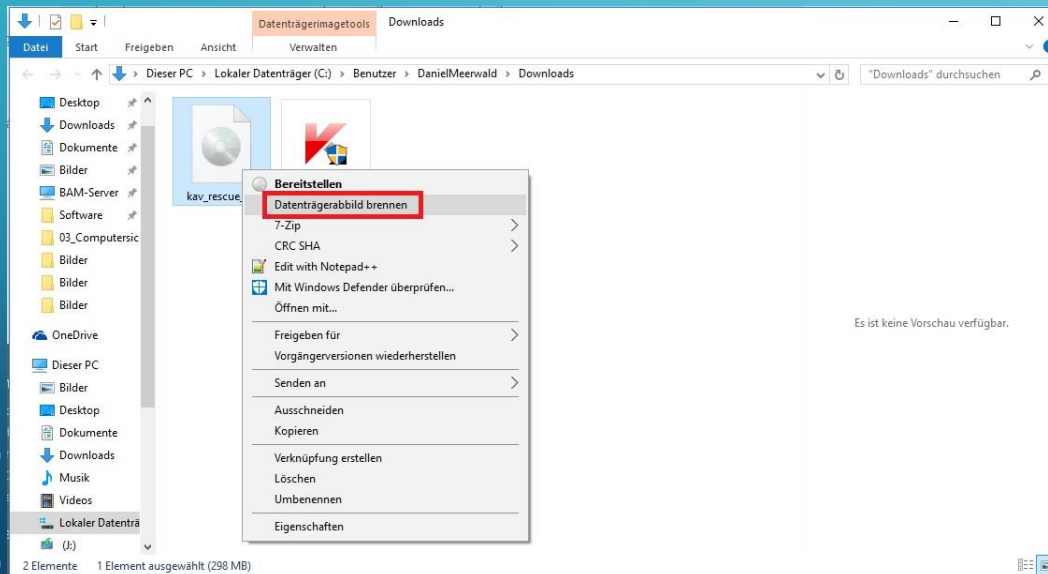 Datenträgerimagetools
Downloads
Datei
Start
Freigeben
Ansicht
Verwalten
Dieser PC > Lokaler Datenträger (C:) > Benutzer > DanielMeerwald > Downloads
"Downloads" durchsuchen
Desktop
Downloads
Dokumente
Bilder
BAM-Server
Software
03_Computersic
Bilder
Bilder
Bilder
OneDrive
Dieser PC
Bilder
Desktop
Dokumente
Downloads
Musik
Videos
Lokaler Datenträ
(J:)
kav_rescue_
Bereitstellen
Datenträgerabbild brennen
7-Zip
CRC SHA
Edit with Notepad++
Mit Windows Defender überprüfen...
Öffnen mit...
Freigeben für
Vorgängerversionen wiederherstellen
Senden an
Ausschneiden
Kopieren
Verknüpfung erstellen
Löschen
Umbenennen
Eigenschaften
Es ist keine Vorschau verfügbar.
2 Elemente
1 Element ausgewählt (298 MB)